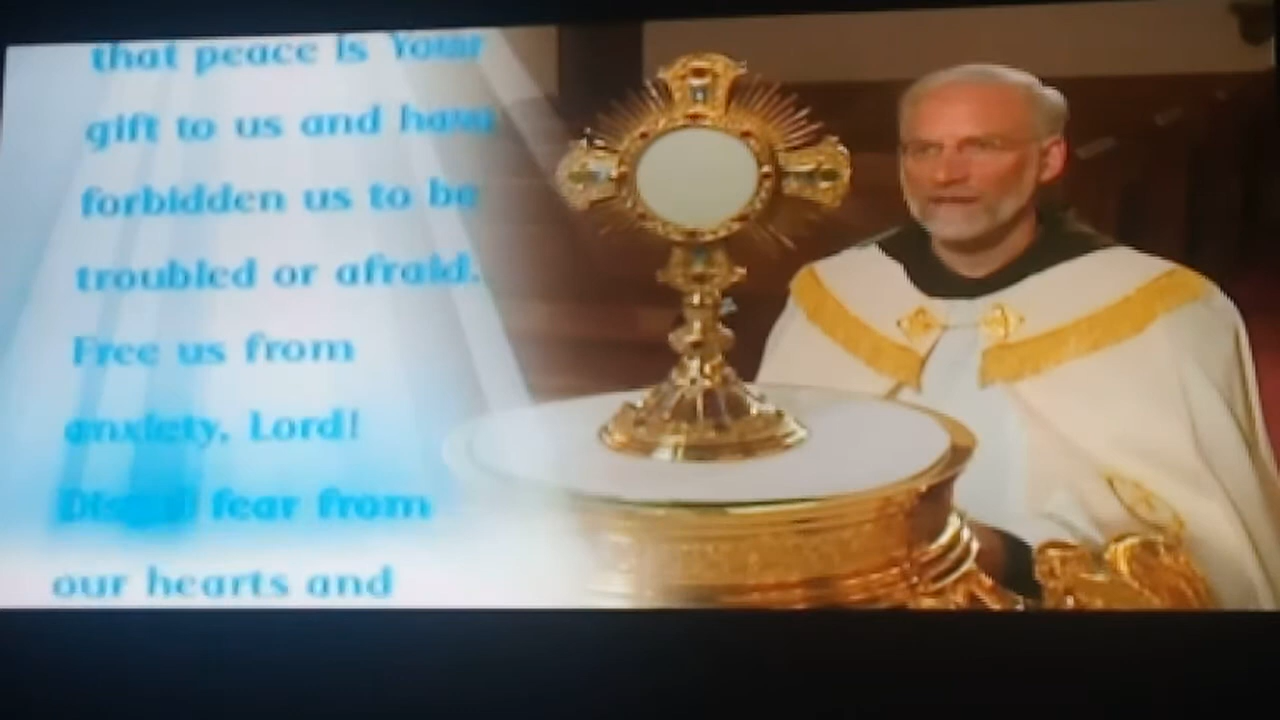 that peace is Your
gift to us and have
forbidden us to be
troubled or afraid.
Free us from
anxiety, Lord!
Dispel fear from
our hearts and